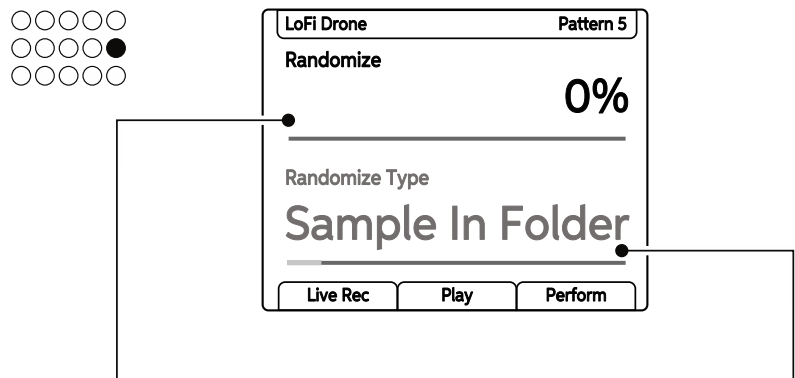 LoFi Drone Pattern 5
Randomize
0%
Randomize Type
Sample In Folder
Live Rec Play Perform